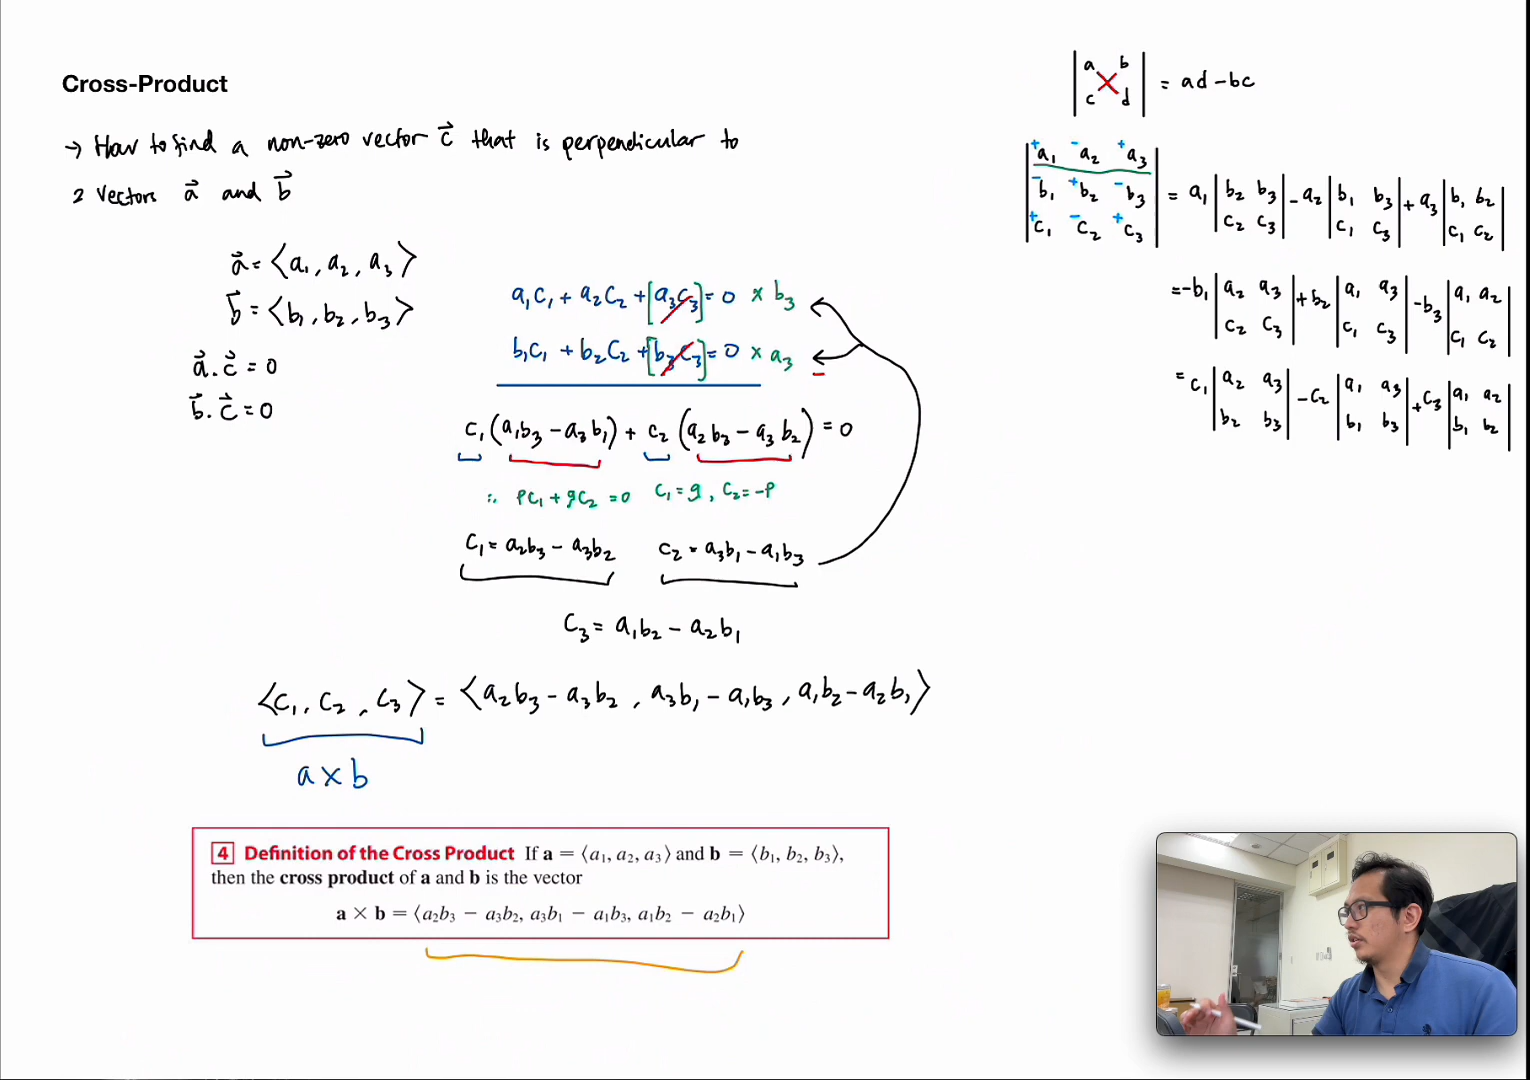 Cross-Product
→ How to find a non-zero vector c⃗ that is perpendicular to
2 vectors a⃗ and b⃗
a⃗ = ⟨a₁, a₂, a₃⟩
b⃗ = ⟨b₁, b₂, b₃⟩
a⃗ . c⃗ = 0
b⃗ . c⃗ = 0
a₁c₁ + a₂c₂ + [a₃c₃] = 0 × b₃
b₁c₁ + b₂c₂ + [b₃c₃] = 0 × a₃
c₁(a₁b₃ − a₃b₁) + c₂(a₂b₃ − a₃b₂) = 0
∴ pc₁ + qc₂ = 0 c₁ = q, c₂ = −p
c₁ = a₂b₃ − a₃b₂ c₂ = a₃b₁ − a₁b₃
c₃ = a₁b₂ − a₂b₁
⟨c₁, c₂, c₃⟩ = ⟨a₂b₃ − a₃b₂, a₃b₁ − a₁b₃, a₁b₂ − a₂b₁⟩
a × b
4 Definition of the Cross Product If a = ⟨a₁, a₂, a₃⟩ and b = ⟨b₁, b₂, b₃⟩,
then the cross product of a and b is the vector
a × b = ⟨a₂b₃ − a₃b₂, a₃b₁ − a₁b₃, a₁b₂ − a₂b₁⟩
|a b|
|c d| = ad − bc
|+a₁ −a₂ +a₃|
|−b₁ +b₂ −b₃| = a₁ |b₂ b₃; c₂ c₃| − a₂ |b₁ b₃; c₁ c₃| + a₃ |b₁ b₂; c₁ c₂|
|+c₁ −c₂ +c₃|
= −b₁ |a₂ a₃; c₂ c₃| + b₂ |a₁ a₃; c₁ c₃| − b₃ |a₁ a₂; c₁ c₂|
= c₁ |a₂ a₃; b₂ b₃| − c₂ |a₁ a₃; b₁ b₃| + c₃ |a₁ a₂; b₁ b₂|